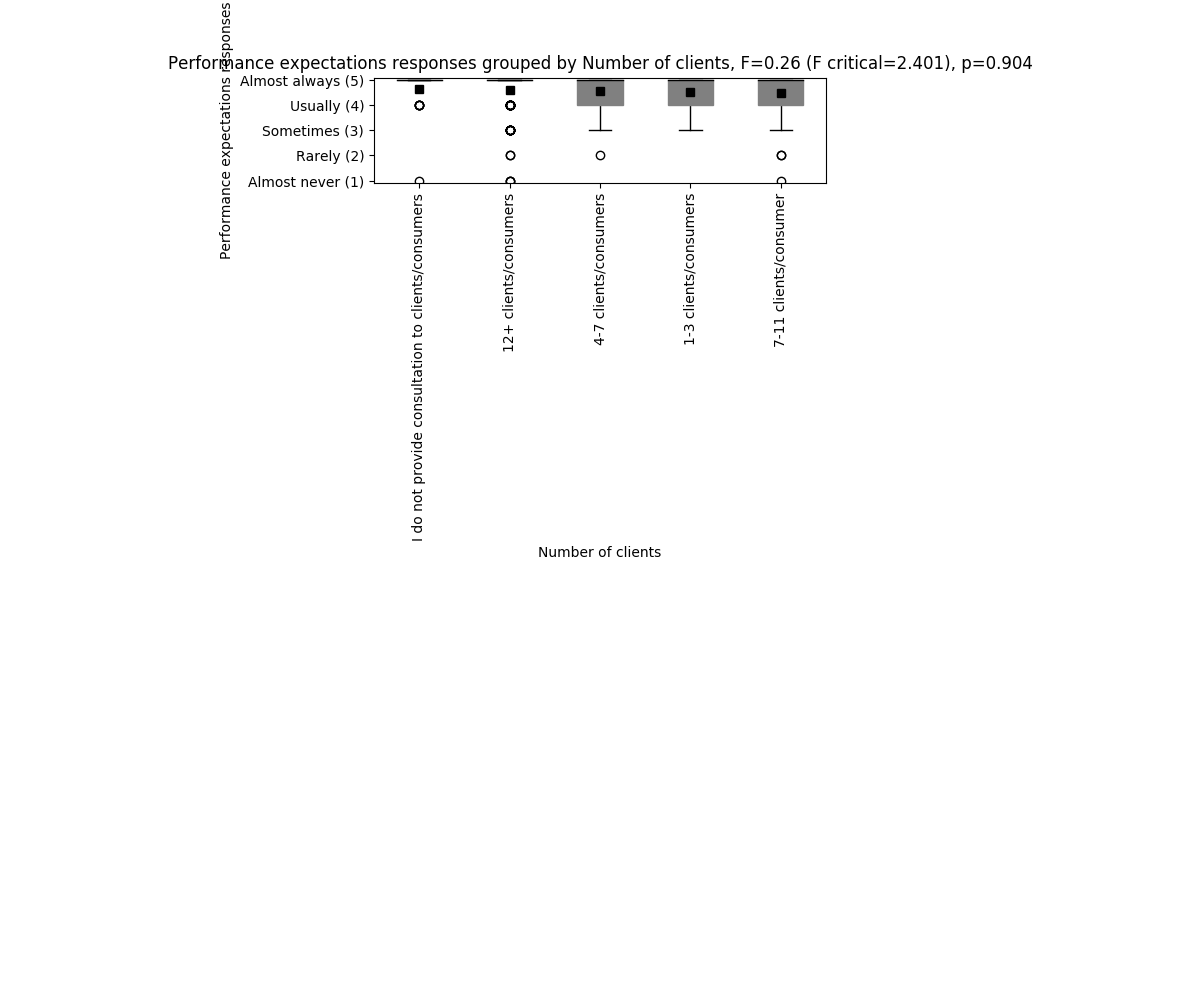 Performance expectations responses grouped by Number of clients, F=0.26 (F critical=2.401), p=0.904
Performance expectations responses
Almost always (5)
Usually (4)
Sometimes (3)
Rarely (2)
Almost never (1)
I do not provide consultation to clients/consumers
12+ clients/consumers
4-7 clients/consumers
1-3 clients/consumers
7-11 clients/consumer
Number of clients